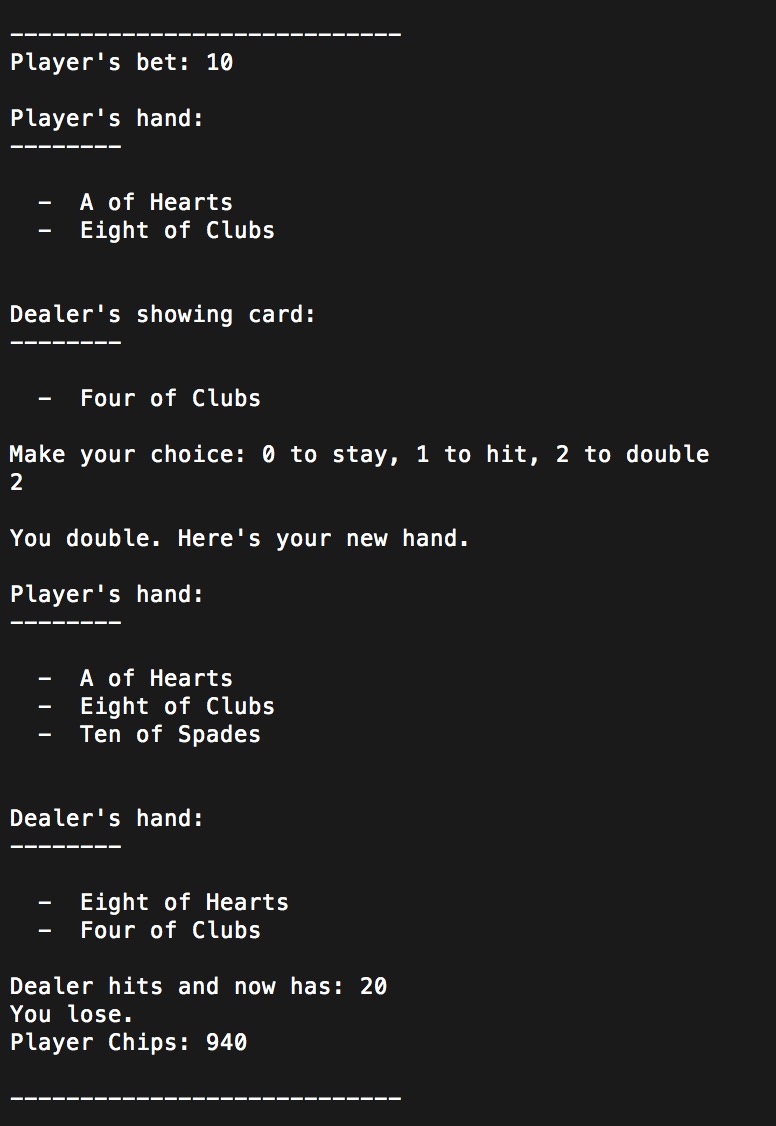 ----------------------------
Player's bet: 10
Player's hand:
--------
-  A of Hearts
-  Eight of Clubs
Dealer's showing card:
--------
-  Four of Clubs
Make your choice: 0 to stay, 1 to hit, 2 to double
2
You double. Here's your new hand.
Player's hand:
--------
-  A of Hearts
-  Eight of Clubs
-  Ten of Spades
Dealer's hand:
--------
-  Eight of Hearts
-  Four of Clubs
Dealer hits and now has: 20
You lose.
Player Chips: 940
----------------------------